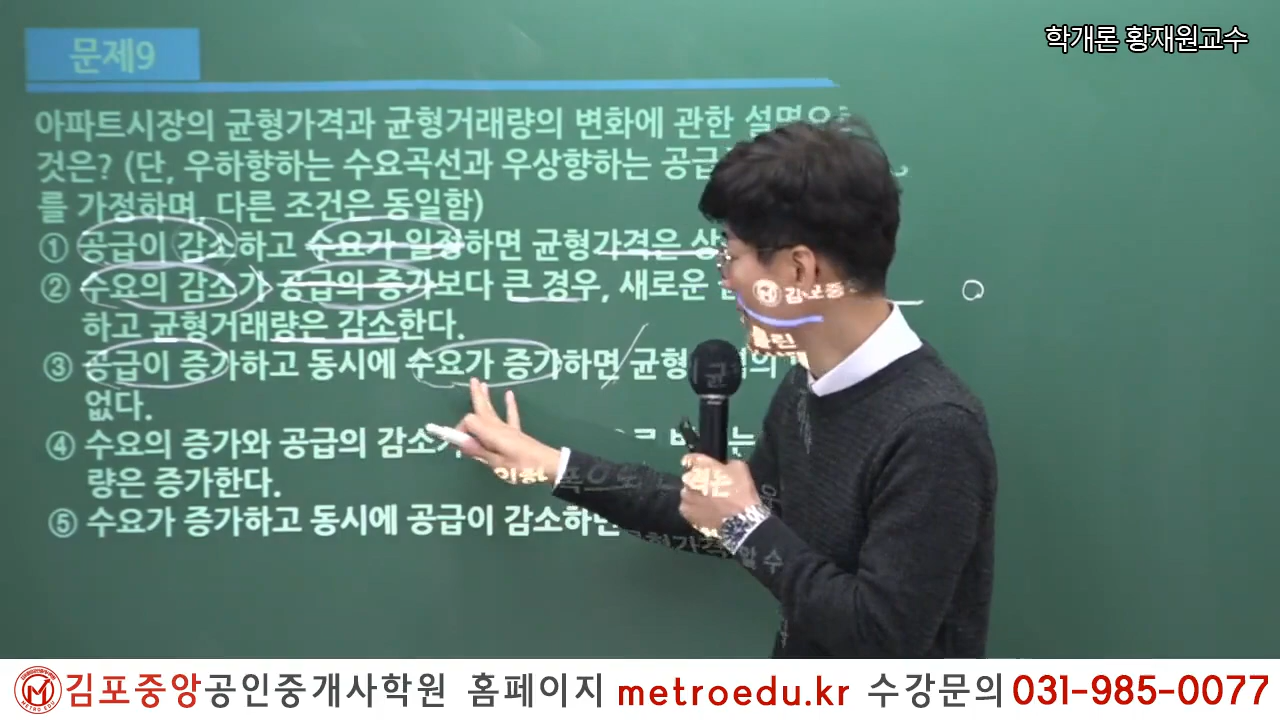 학개론 황재원교수
문제9
아파트시장의 균형가격과 균형거래량의 변화에 관한 설명으로
것은? (단, 우하향하는 수요곡선과 우상향하는 공급
를 가정하며, 다른 조건은 동일함)
① 공급이 감소하고 수요가 일정하면 균형가격은 상
② 수요의 감소가 공급의 증가보다 큰 경우, 새로운
하고 균형거래량은 감소한다.
③ 공급이 증가하고 동시에 수요가 증가하면 균형
없다.
④ 수요의 증가와 공급의 감소가
량은 증가한다.
⑤ 수요가 증가하고 동시에 공급이 감소하면
알 수
김포중앙공인중개사학원 홈페이지 metroedu.kr 수강문의 031-985-0077